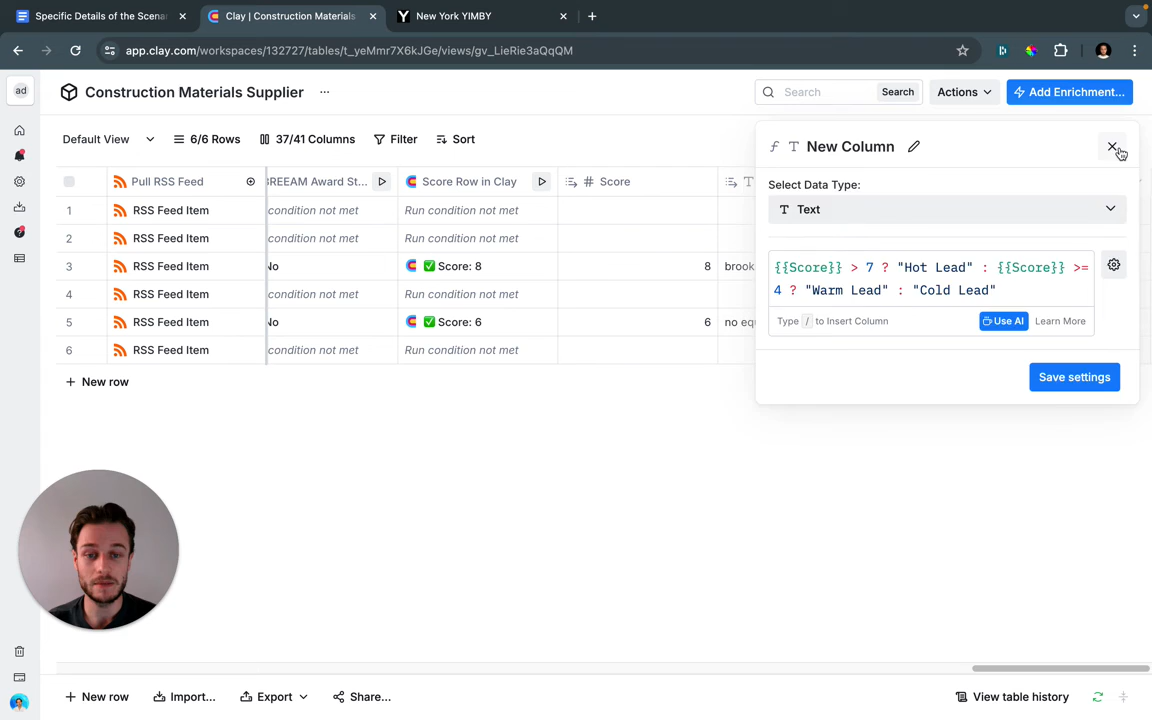 Specific Details of the Scena
Clay | Construction Materials
New York YIMBY
app.clay.com/workspaces/132727/tables/t_yeMmr7X6kJGe/views/gv_LieRie3aQqQM
ad
Construction Materials Supplier
Search
Search
Actions
Add Enrichment...
Default View
6/6 Rows
37/41 Columns
Filter
Sort
Pull RSS Feed
BREEAM Award St...
Score Row in Clay
# Score
T
1 RSS Feed Item condition not met Run condition not met
2 RSS Feed Item condition not met Run condition not met
3 RSS Feed Item No Score: 8 8 brook
4 RSS Feed Item condition not met Run condition not met
5 RSS Feed Item No Score: 6 6 no equ
6 RSS Feed Item condition not met Run condition not met
+ New row
f T New Column
Select Data Type:
T Text
{{Score}} > 7 ? "Hot Lead" : {{Score}} >=
4 ? "Warm Lead" : "Cold Lead"
Type / to Insert Column
Use AI
Learn More
Save settings
+ New row
Import...
Export
Share...
View table history